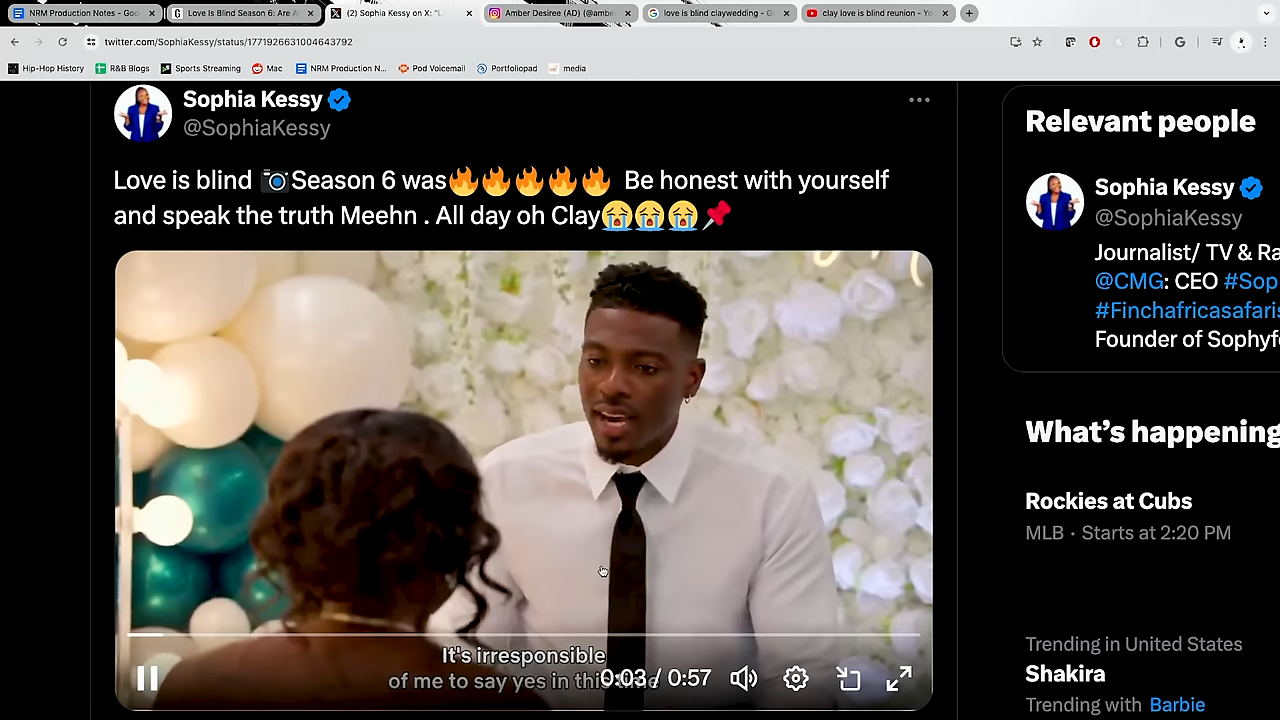 NRM Production Notes - Goo
Love Is Blind Season 6: Are A
(2) Sophia Kessy on X: "L
Amber Desiree (AD) (@ambe
love is blind claywedding - G
clay love is blind reunion - Yo
twitter.com/SophiaKessy/status/1771926631004643792
Hip-Hop History
R&B Blogs
Sports Streaming
Mac
NRM Production N...
Pod Voicemail
Portfoliopad
media
Sophia Kessy
@SophiaKessy
Love is blind 📷Season 6 was🔥🔥🔥🔥🔥 Be honest with yourself
and speak the truth Meehn . All day oh Clay😭😭😭📌
It's irresponsible
of me to say yes in this time
0:03 / 0:57
Relevant people
Sophia Kessy
@SophiaKessy
Journalist/ TV & Ra
@CMG: CEO #Sop
#Finchafricasafaris
Founder of Sophyfo
What's happening
Rockies at Cubs
MLB · Starts at 2:20 PM
Trending in United States
Shakira
Trending with Barbie